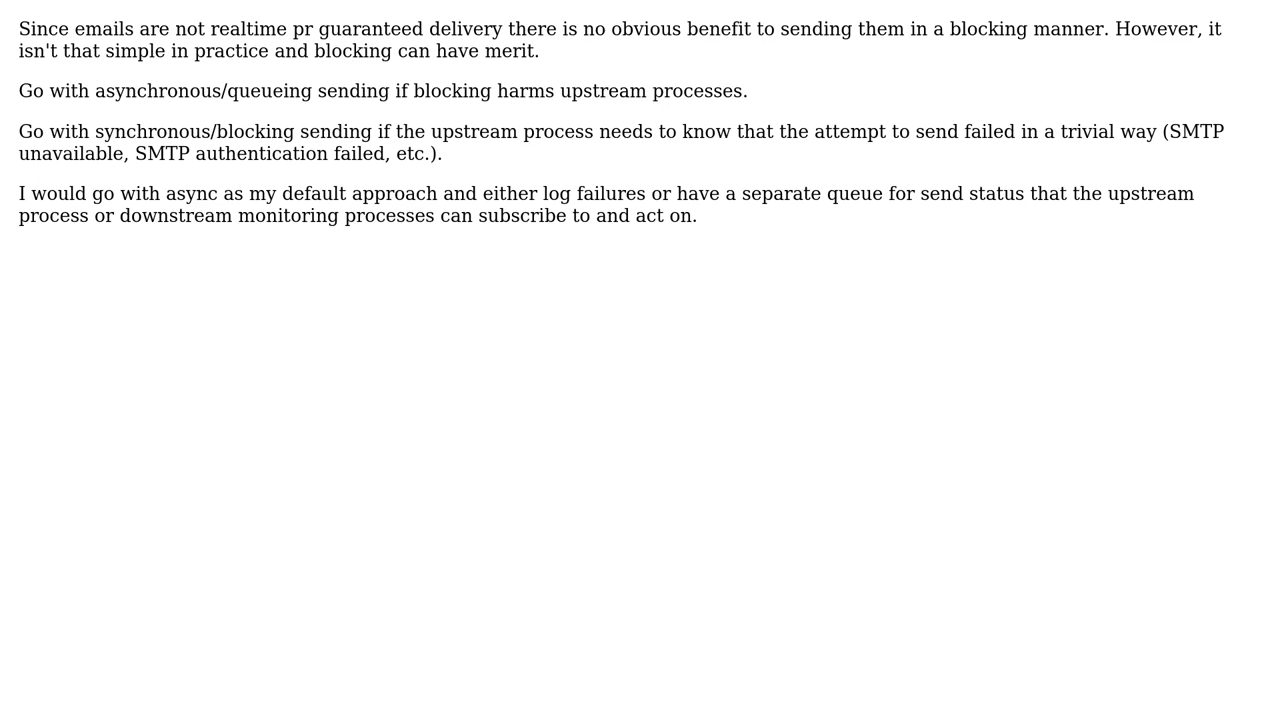 Since emails are not realtime pr guaranteed delivery there is no obvious benefit to sending them in a blocking manner. However, it
isn't that simple in practice and blocking can have merit.
Go with asynchronous/queueing sending if blocking harms upstream processes.
Go with synchronous/blocking sending if the upstream process needs to know that the attempt to send failed in a trivial way (SMTP
unavailable, SMTP authentication failed, etc.).
I would go with async as my default approach and either log failures or have a separate queue for send status that the upstream
process or downstream monitoring processes can subscribe to and act on.